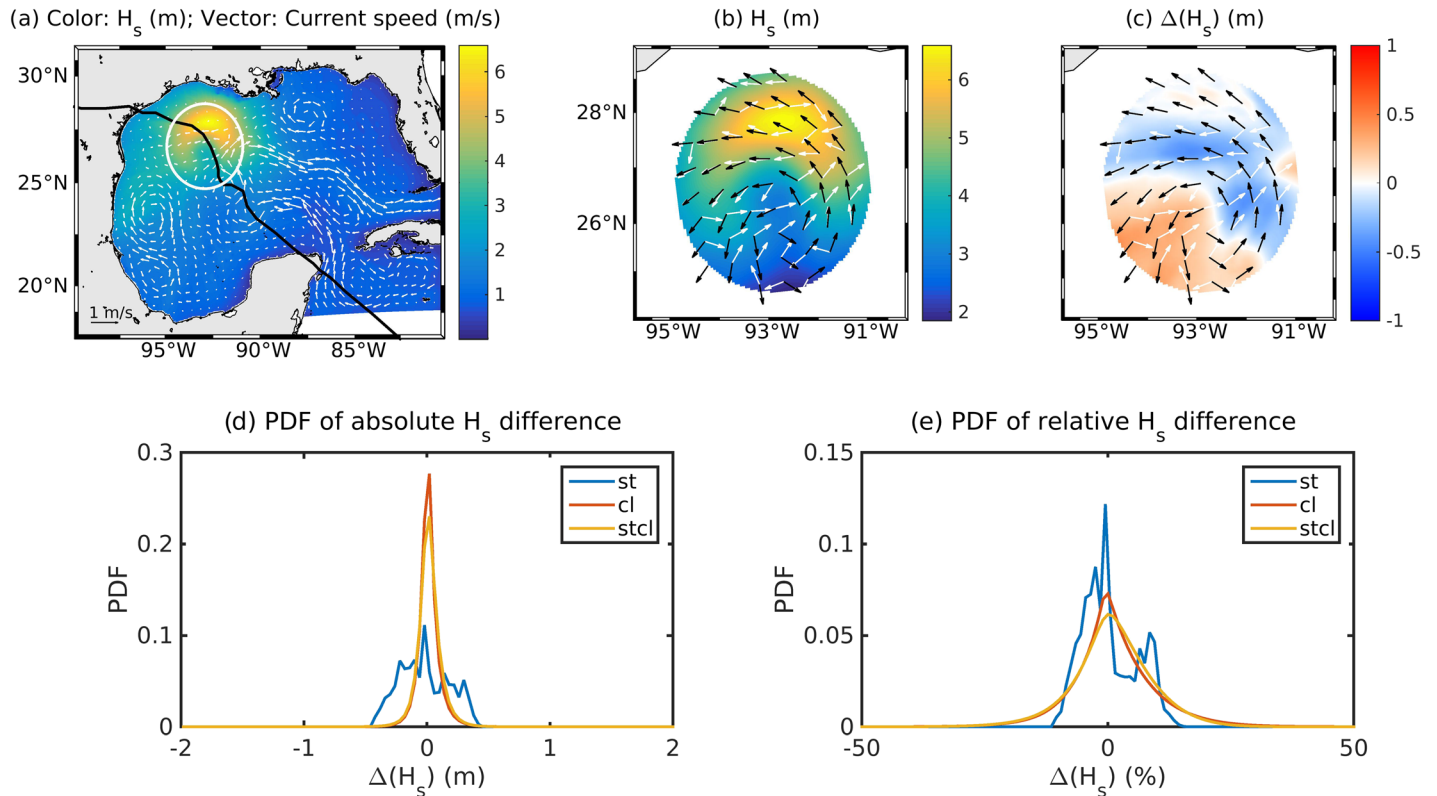 (a) Color: Hs (m); Vector: Current speed (m/s)
30°N
25°N
20°N
1 m/s
95°W 90°W 85°W
6
5
4
3
2
1
(b) Hs (m)
28°N
26°N
95°W 93°W 91°W
6
5
4
3
2
(c) Δ(Hs) (m)
95°W 93°W 91°W
1
0.5
0
-0.5
-1
(d) PDF of absolute Hs difference
PDF
0.3
0.2
0.1
0
-2 -1 0 1 2
Δ(Hs) (m)
st
cl
stcl
(e) PDF of relative Hs difference
PDF
0.15
0.1
0.05
0
-50 0 50
Δ(Hs) (%)
st
cl
stcl